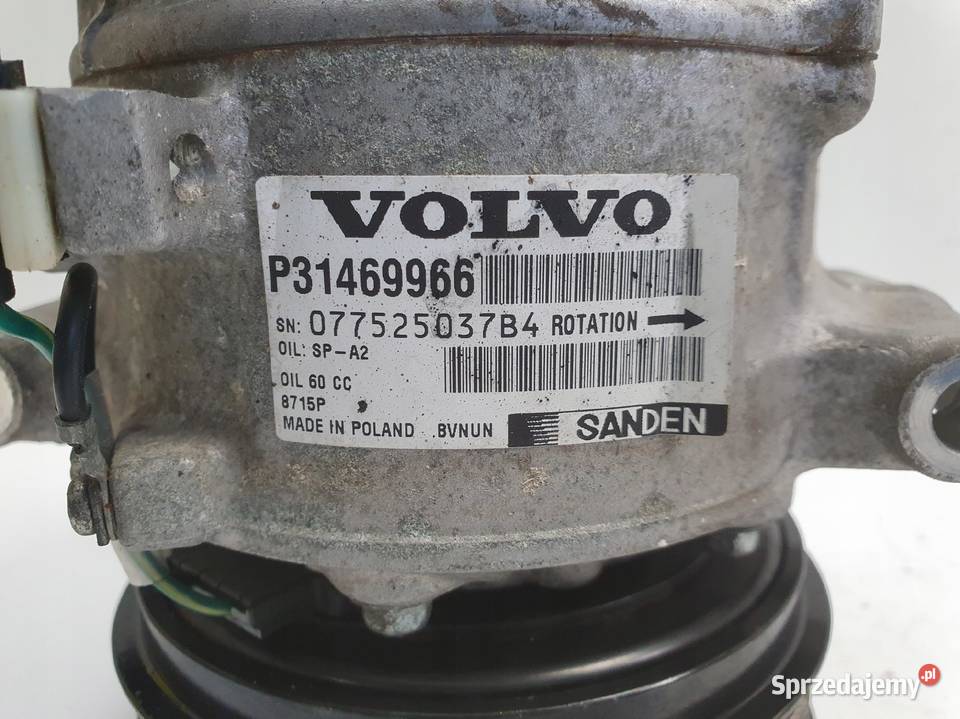 VOLVO
P31469966
SN: 077525037B4 ROTATION
OIL: SP-A2
OIL 60 CC
8715P
MADE IN POLAND BVNUN SANDEN
Sprzedajemy.pl